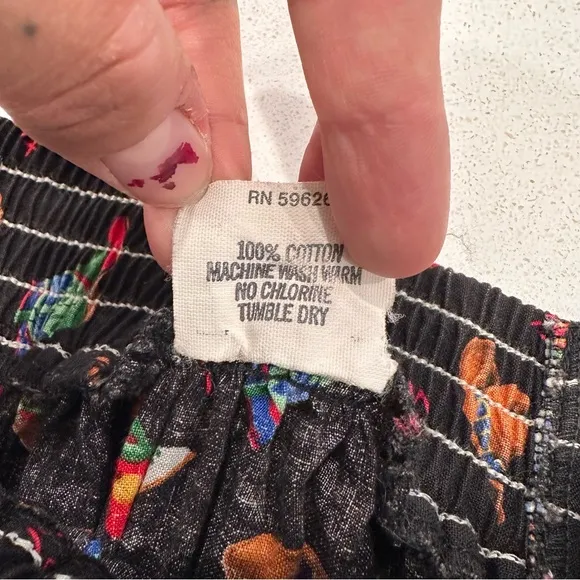 RN 59626
100% COTTON
MACHINE WASH WARM
NO CHLORINE
TUMBLE DRY